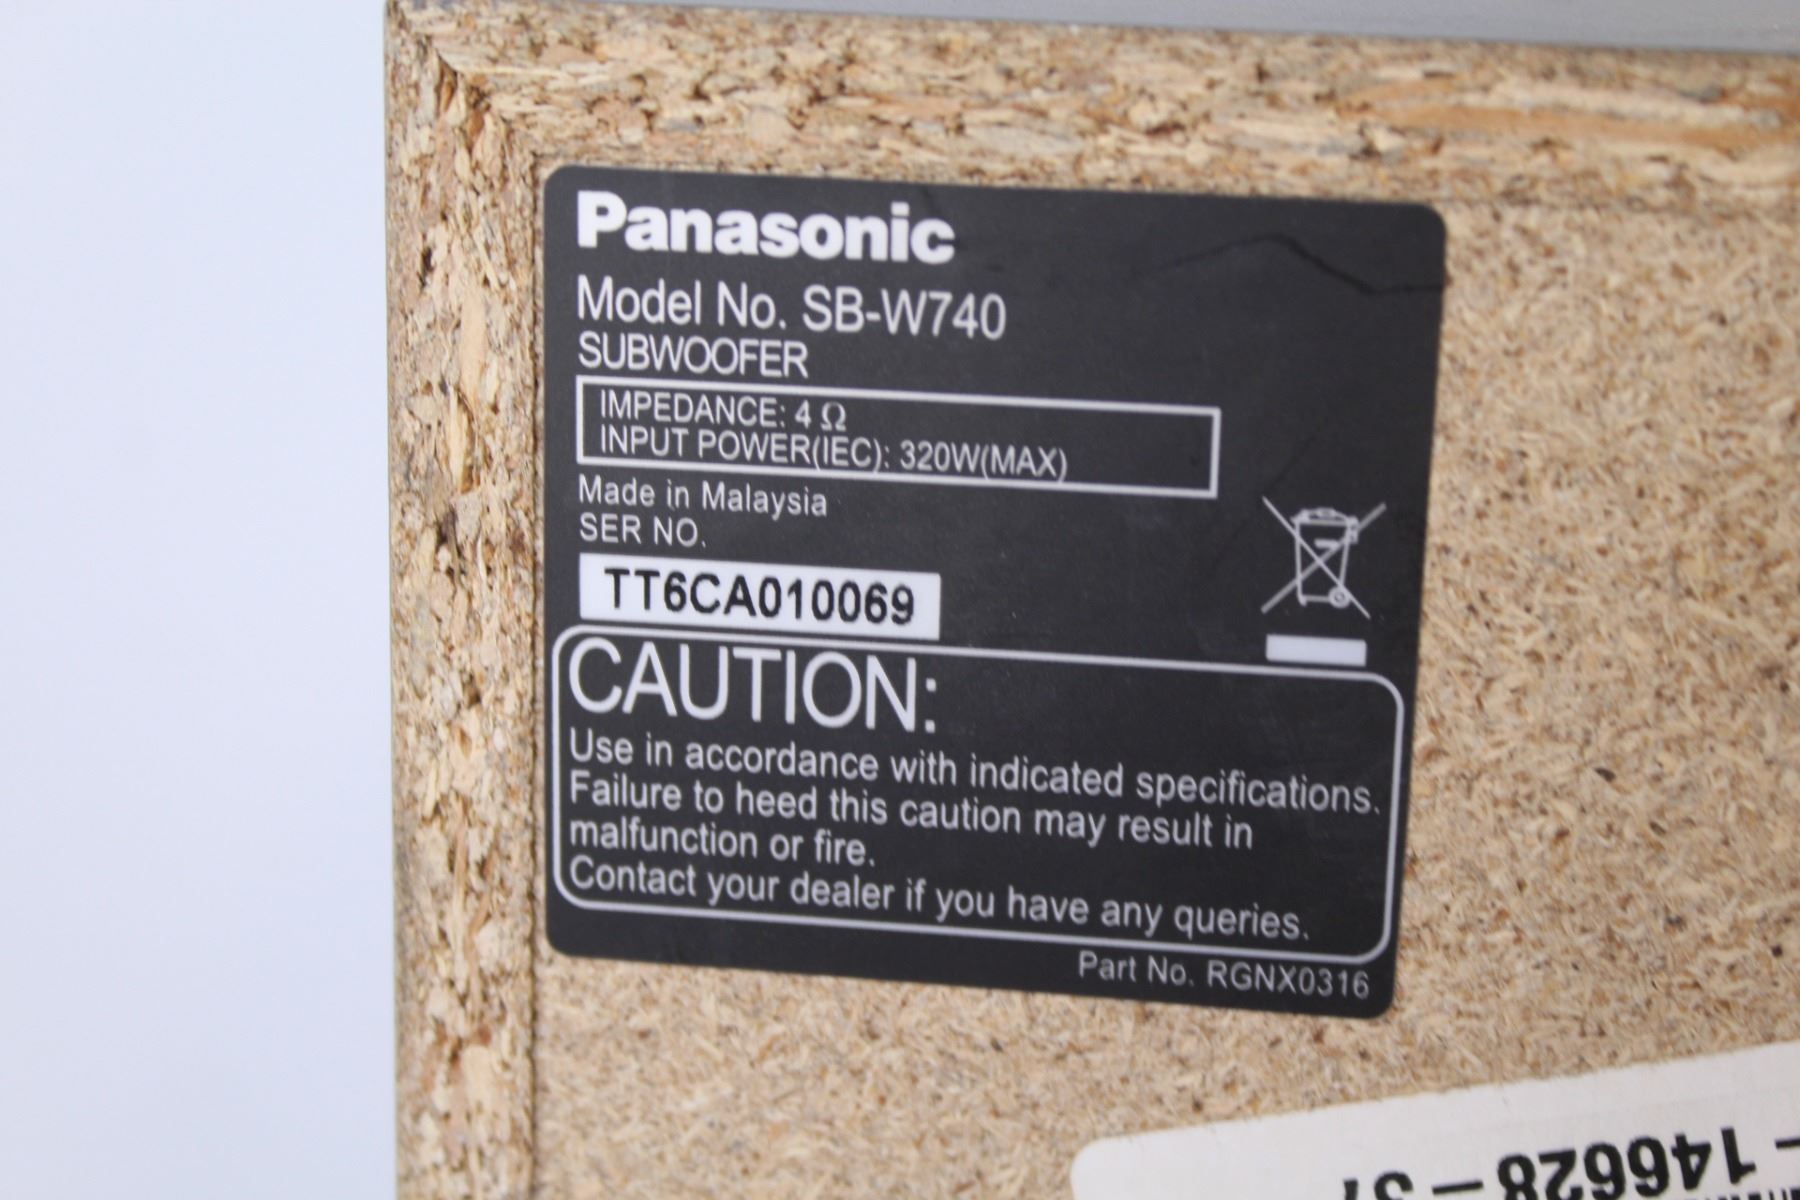 Panasonic
Model No. SB-W740
SUBWOOFER
IMPEDANCE: 4 Ω
INPUT POWER(IEC): 320W(MAX)
Made in Malaysia
SER NO.
TT6CA010069
CAUTION:
Use in accordance with indicated specifications.
Failure to heed this caution may result in
malfunction or fire.
Contact your dealer if you have any queries.
Part No. RGNX0316
- 146628 -